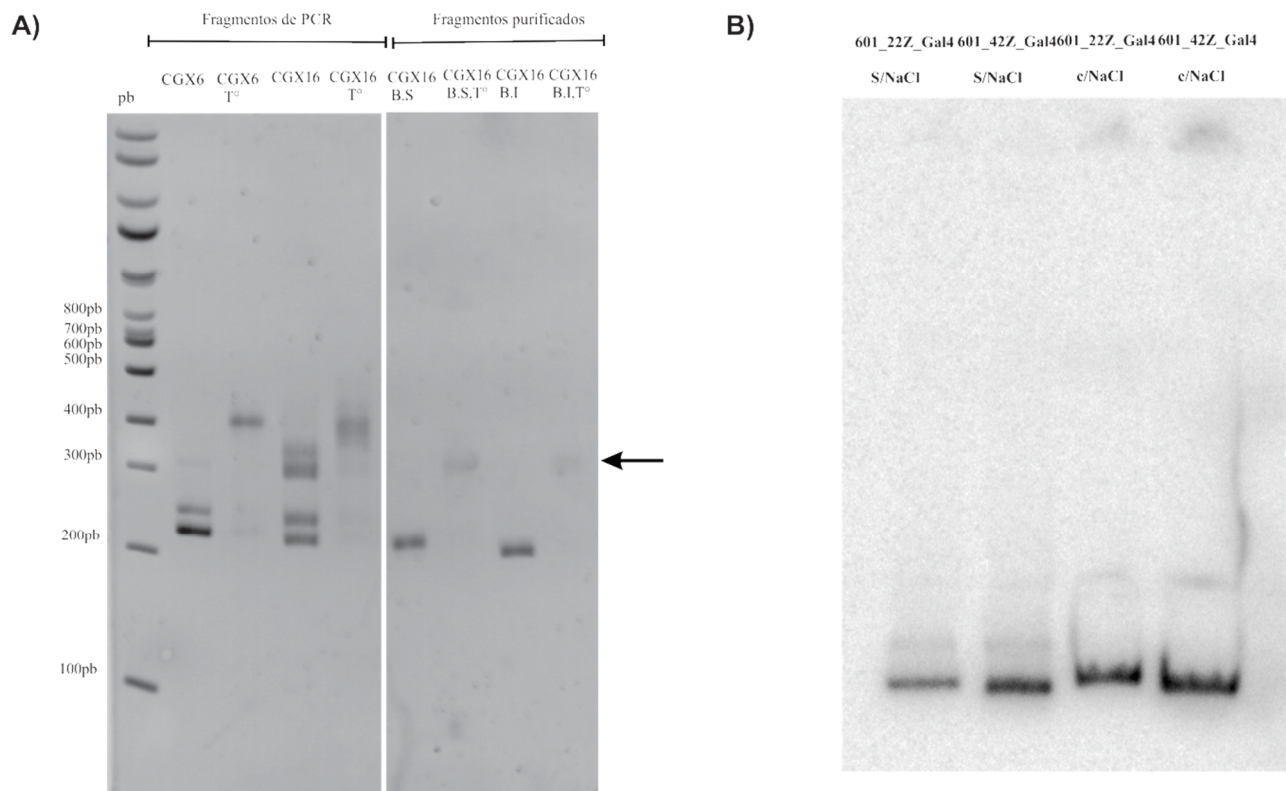 A)
Fragmentos de PCR
Fragmentos purificados
pb
CGX6
CGX6
T°
CGX16
CGX16
T°
CGX16
B.S
CGX16
B.S,T°
CGX16
B.I
CGX16
B.I,T°
800pb
700pb
600pb
500pb
400pb
300pb
200pb
100pb
B)
601_22Z_Gal4 601_42Z_Gal4 601_22Z_Gal4 601_42Z_Gal4
S/NaCl S/NaCl c/NaCl c/NaCl